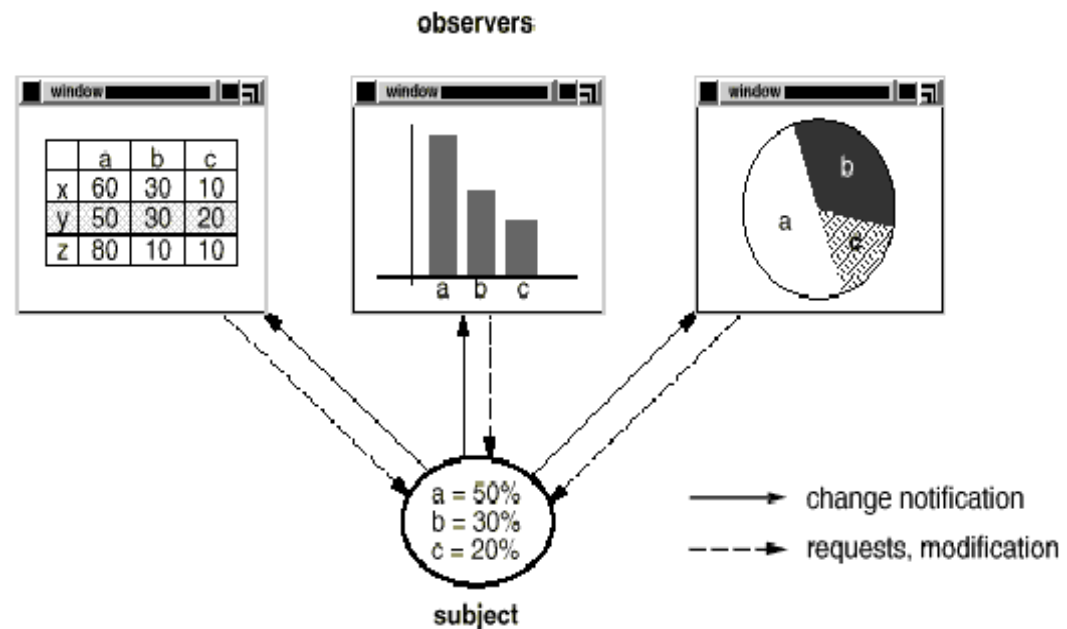 observers
window
a b c
x 60 30 10
y 50 30 20
z 80 10 10
window
a b c
window
a
b
c
a = 50%
b = 30%
c = 20%
subject
change notification
requests, modification